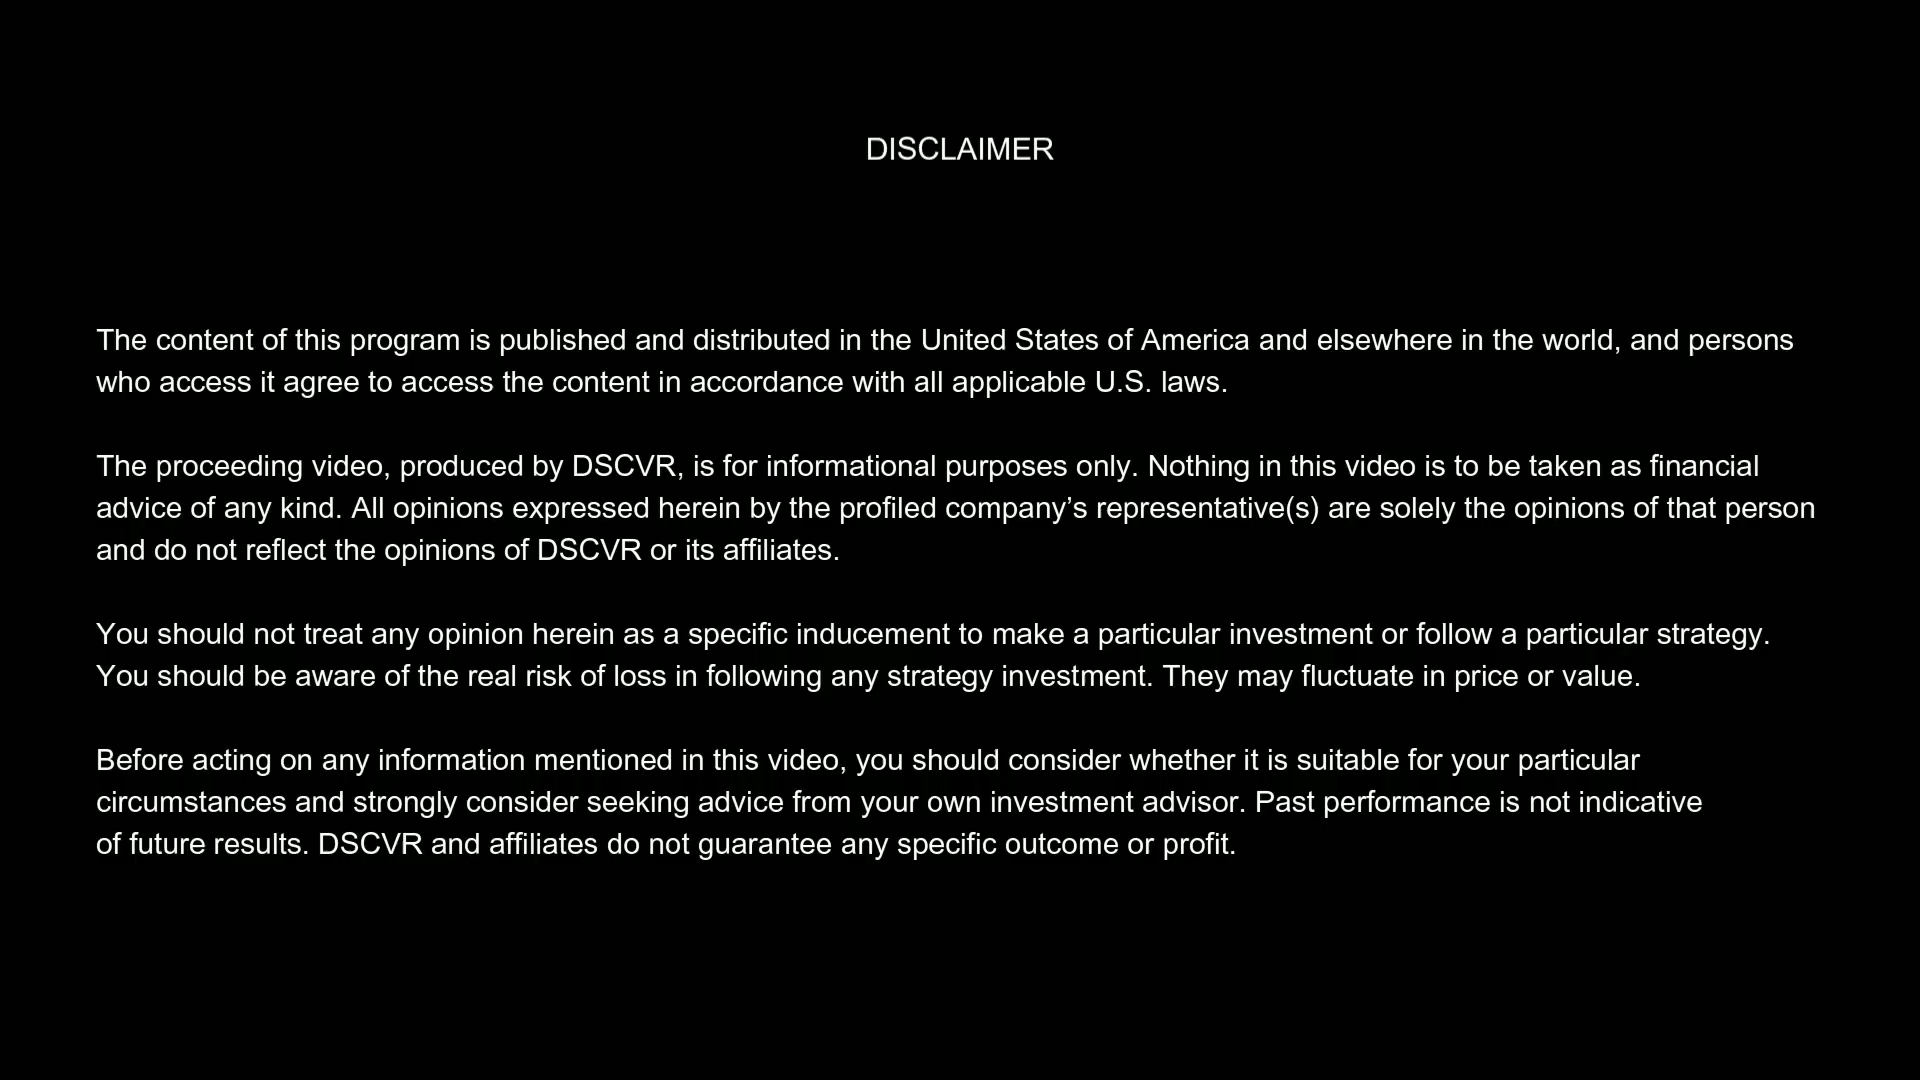 DISCLAIMER
The content of this program is published and distributed in the United States of America and elsewhere in the world, and persons
who access it agree to access the content in accordance with all applicable U.S. laws.
The proceeding video, produced by DSCVR, is for informational purposes only. Nothing in this video is to be taken as financial
advice of any kind. All opinions expressed herein by the profiled company’s representative(s) are solely the opinions of that person
and do not reflect the opinions of DSCVR or its affiliates.
You should not treat any opinion herein as a specific inducement to make a particular investment or follow a particular strategy.
You should be aware of the real risk of loss in following any strategy investment. They may fluctuate in price or value.
Before acting on any information mentioned in this video, you should consider whether it is suitable for your particular
circumstances and strongly consider seeking advice from your own investment advisor. Past performance is not indicative
of future results. DSCVR and affiliates do not guarantee any specific outcome or profit.